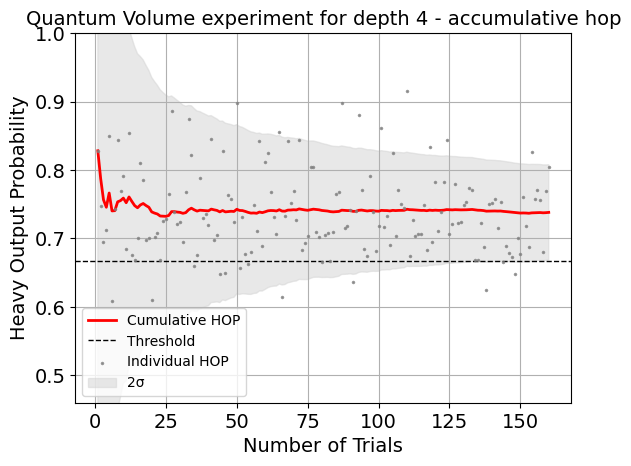 Quantum Volume experiment for depth 4 - accumulative hop
Heavy Output Probability
1.0
0.9
0.8
0.7
0.6
0.5
Cumulative HOP
Threshold
Individual HOP
2σ
0 25 50 75 100 125 150
Number of Trials